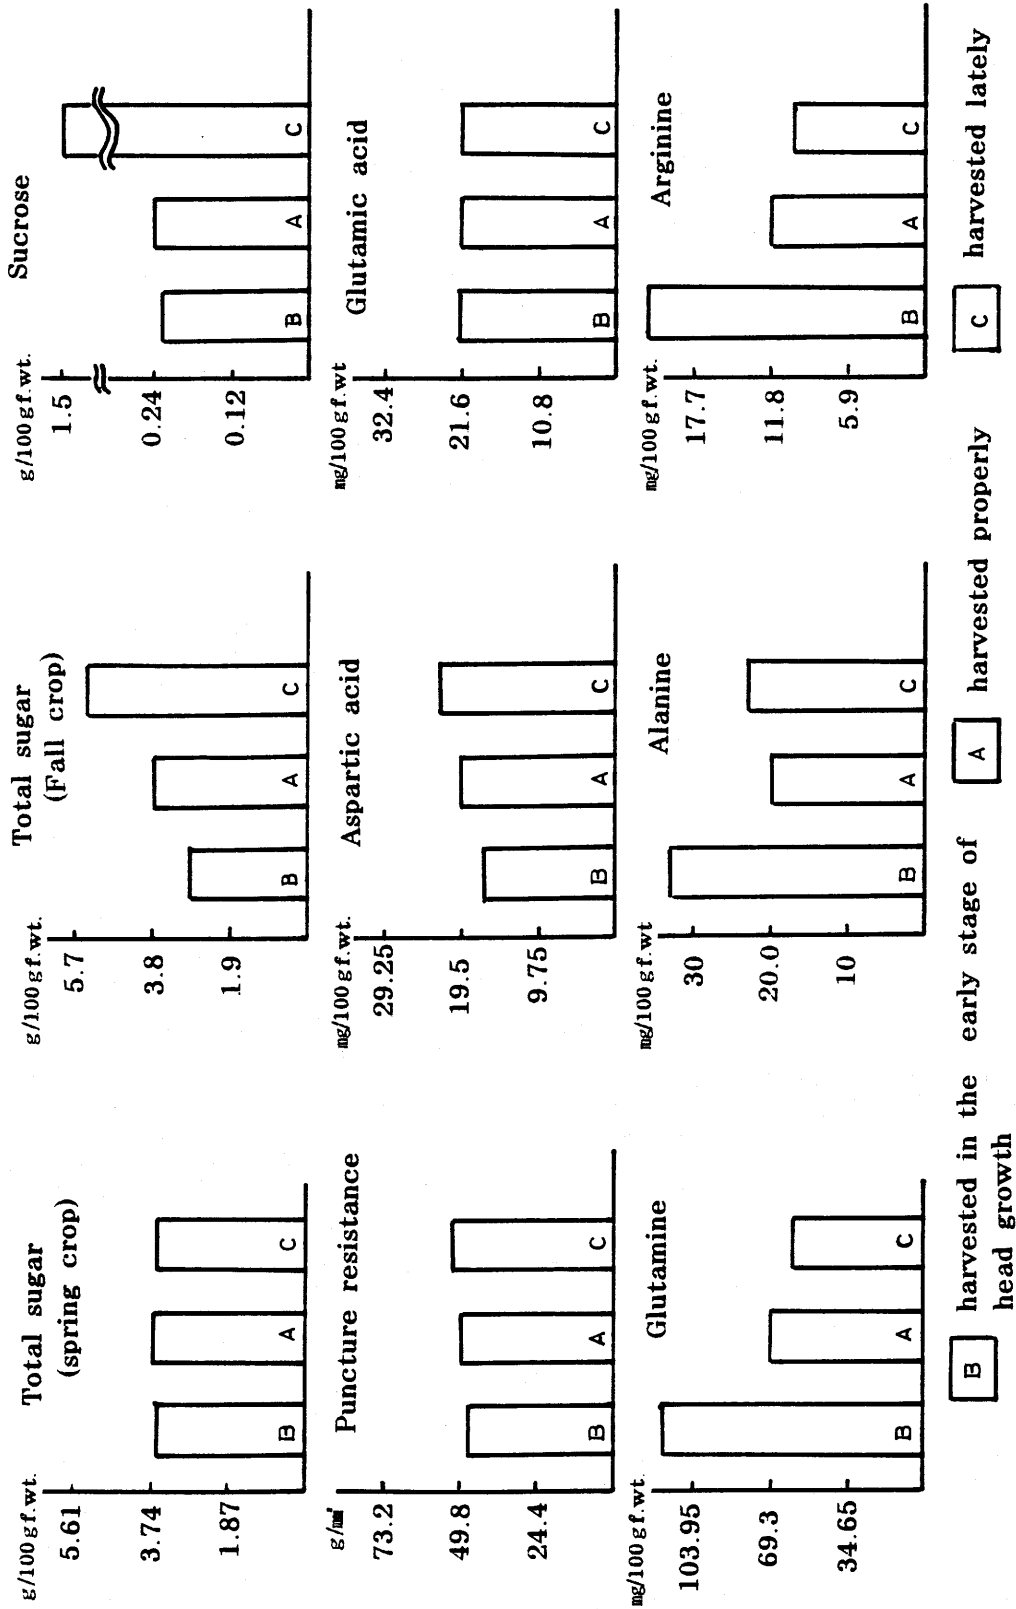 Total sugar
(spring crop)
g/100 g f.wt.
5.61
3.74
1.87
B
A
C
Total sugar
(Fall crop)
g/100 g f.wt.
5.7
3.8
1.9
B
A
C
Sucrose
g/100 g f.wt.
1.5
0.24
0.12
B
A
C
Puncture resistance
g/㎟
73.2
49.8
24.4
B
A
C
Aspartic acid
mg/100 g f.wt.
29.25
19.5
9.75
B
A
C
Glutamic acid
mg/100 g f.wt
32.4
21.6
10.8
B
A
C
Glutamine
mg/100 g f.wt.
103.95
69.3
34.65
B
A
C
Alanine
mg/100 g f.wt
30
20.0
10
B
A
C
Arginine
mg/100 g f.wt.
17.7
11.8
5.9
B
A
C
B harvested in the early stage of
head growth
A harvested properly
C harvested lately